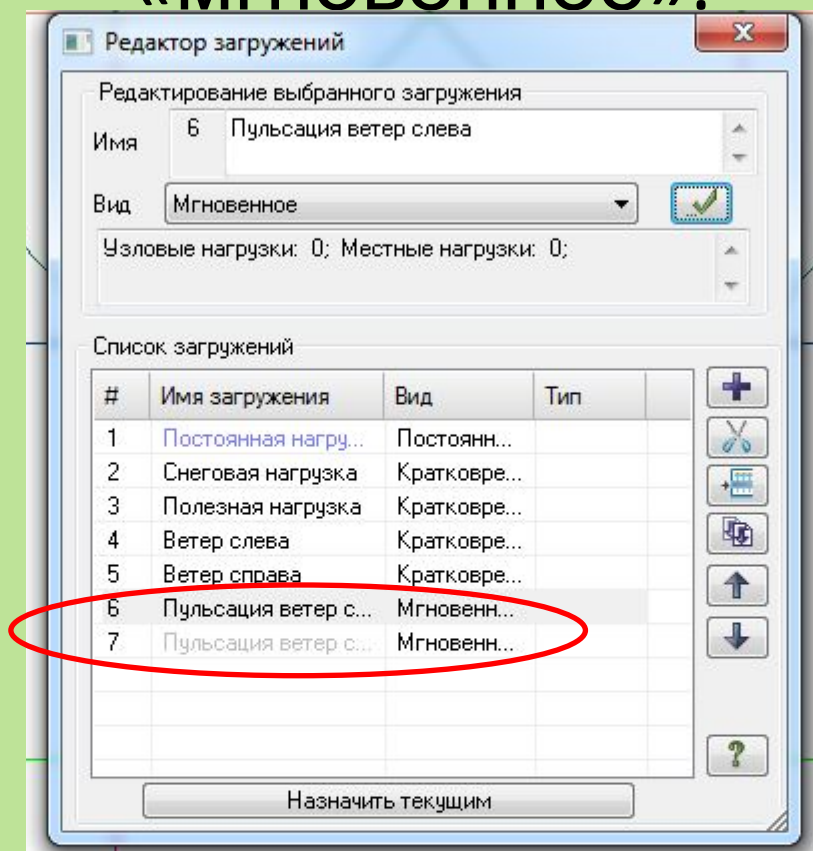 «Мгновенное».
Редактор загружений
Редактирование выбранного загружения
Имя 6 Пульсация ветер слева
Вид Мгновенное
Узловые нагрузки: 0; Местные нагрузки: 0;
Список загружений
# Имя загружения Вид Тип
1 Постоянная нагру... Постоянн...
2 Снеговая нагрузка Кратковре...
3 Полезная нагрузка Кратковре...
4 Ветер слева Кратковре...
5 Ветер справа Кратковре...
6 Пульсация ветер с... Мгновенн...
7 Пульсация ветер с... Мгновенн...
Назначить текущим